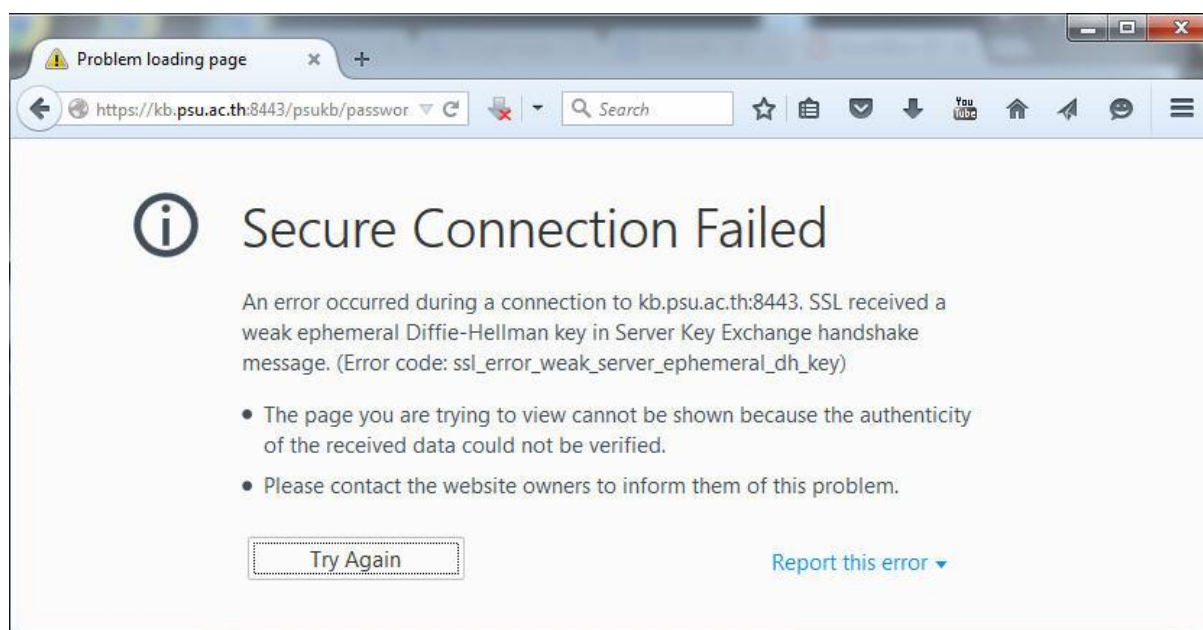 Problem loading page
https://kb.psu.ac.th:8443/psukb/passwor
Search
You
Tube
Secure Connection Failed
An error occurred during a connection to kb.psu.ac.th:8443. SSL received a
weak ephemeral Diffie-Hellman key in Server Key Exchange handshake
message. (Error code: ssl_error_weak_server_ephemeral_dh_key)
• The page you are trying to view cannot be shown because the authenticity
of the received data could not be verified.
• Please contact the website owners to inform them of this problem.
Try Again
Report this error